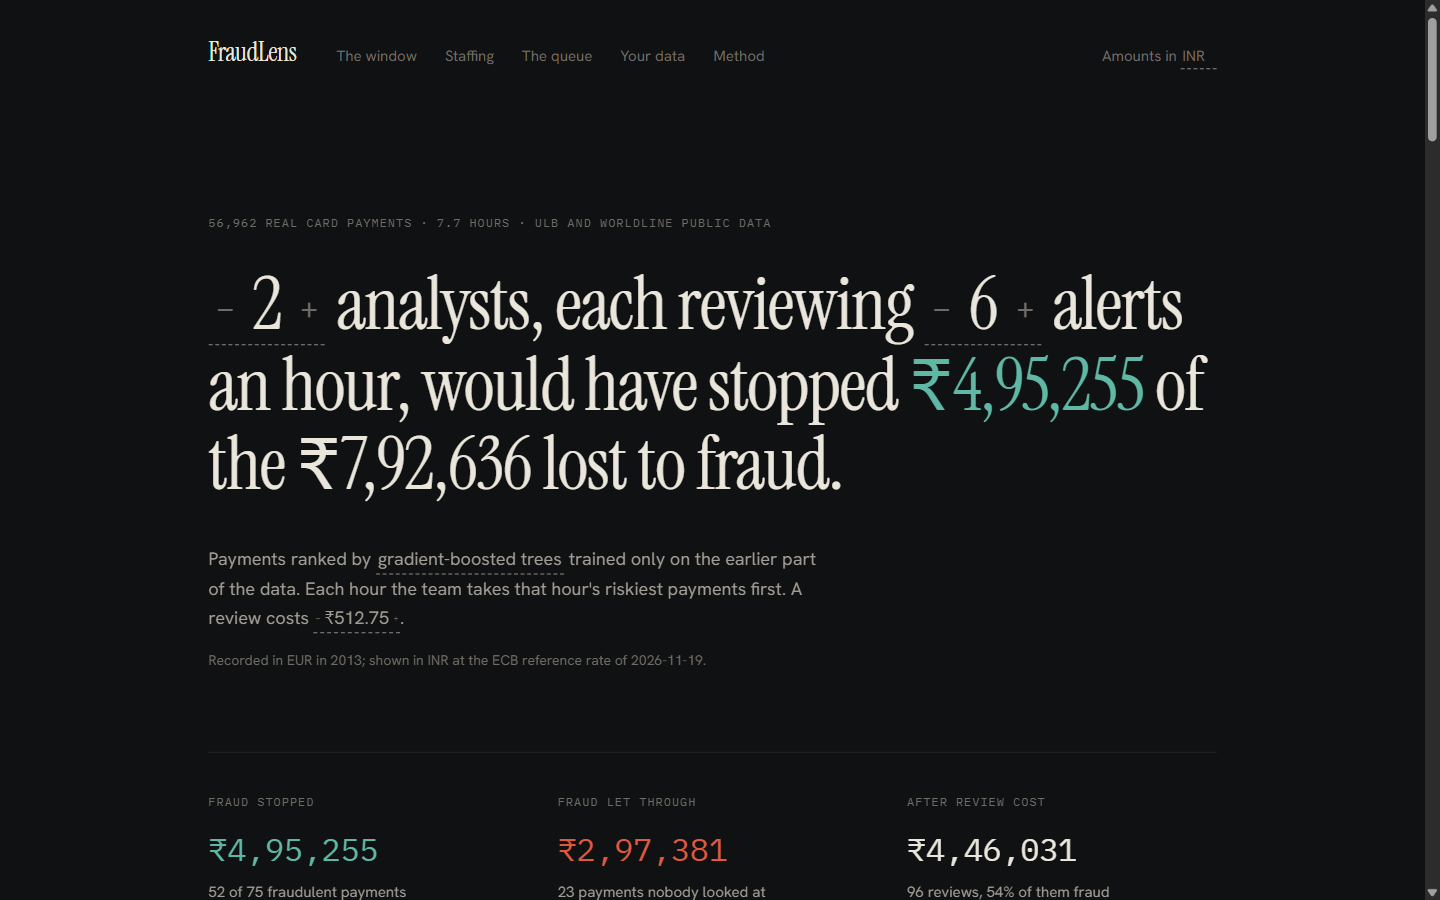 FraudLens The window Staffing The queue Your data Method Amounts in INR
56,962 REAL CARD PAYMENTS · 7.7 HOURS · ULB AND WORLDLINE PUBLIC DATA
− 2 + analysts, each reviewing − 6 + alerts
an hour, would have stopped ₹4,95,255 of
the ₹7,92,636 lost to fraud.
Payments ranked by gradient-boosted trees trained only on the earlier part
of the data. Each hour the team takes that hour's riskiest payments first. A
review costs - ₹512.75 +.
Recorded in EUR in 2013; shown in INR at the ECB reference rate of 2026-11-19.
FRAUD STOPPED FRAUD LET THROUGH AFTER REVIEW COST
₹4,95,255 ₹2,97,381 ₹4,46,031
52 of 75 fraudulent payments 23 payments nobody looked at 96 reviews, 54% of them fraud